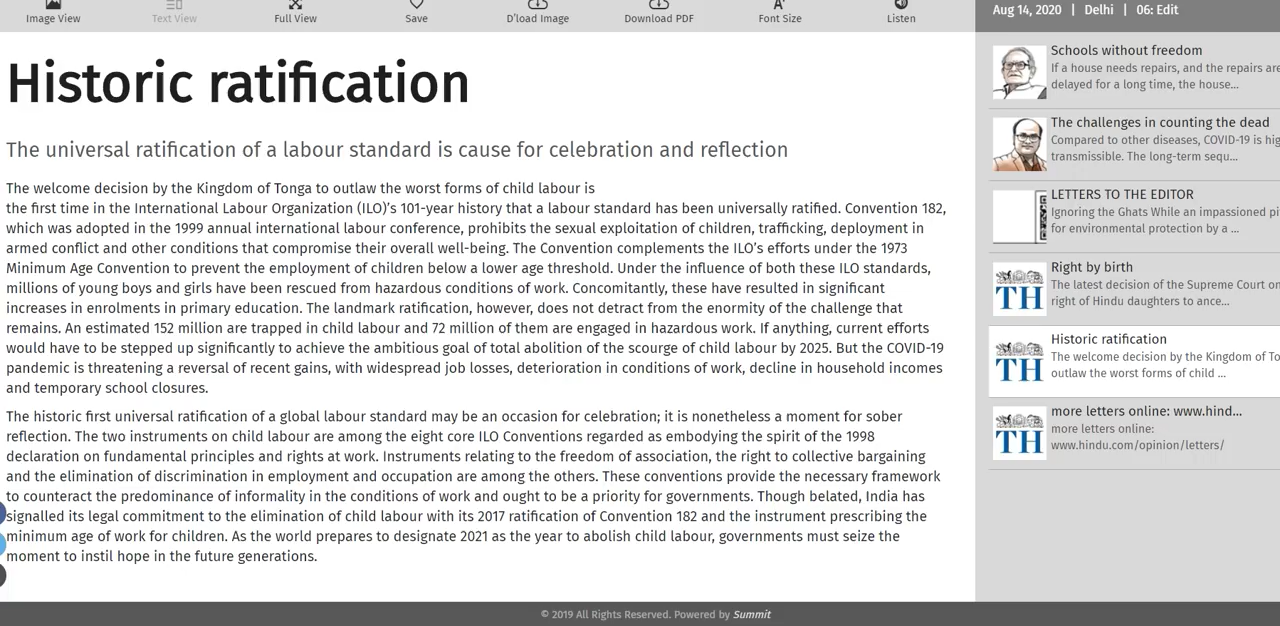 Image View
Text View
Full View
Save
D'load Image
Download PDF
Font Size
Listen
Aug 14, 2020 | Delhi | 06: Edit
Historic ratification
The universal ratification of a labour standard is cause for celebration and reflection
The welcome decision by the Kingdom of Tonga to outlaw the worst forms of child labour is
the first time in the International Labour Organization (ILO)'s 101-year history that a labour standard has been universally ratified. Convention 182,
which was adopted in the 1999 annual international labour conference, prohibits the sexual exploitation of children, trafficking, deployment in
armed conflict and other conditions that compromise their overall well-being. The Convention complements the ILO's efforts under the 1973
Minimum Age Convention to prevent the employment of children below a lower age threshold. Under the influence of both these ILO standards,
millions of young boys and girls have been rescued from hazardous conditions of work. Concomitantly, these have resulted in significant
increases in enrolments in primary education. The landmark ratification, however, does not detract from the enormity of the challenge that
remains. An estimated 152 million are trapped in child labour and 72 million of them are engaged in hazardous work. If anything, current efforts
would have to be stepped up significantly to achieve the ambitious goal of total abolition of the scourge of child labour by 2025. But the COVID-19
pandemic is threatening a reversal of recent gains, with widespread job losses, deterioration in conditions of work, decline in household incomes
and temporary school closures.
The historic first universal ratification of a global labour standard may be an occasion for celebration; it is nonetheless a moment for sober
reflection. The two instruments on child labour are among the eight core ILO Conventions regarded as embodying the spirit of the 1998
declaration on fundamental principles and rights at work. Instruments relating to the freedom of association, the right to collective bargaining
and the elimination of discrimination in employment and occupation are among the others. These conventions provide the necessary framework
to counteract the predominance of informality in the conditions of work and ought to be a priority for governments. Though belated, India has
signalled its legal commitment to the elimination of child labour with its 2017 ratification of Convention 182 and the instrument prescribing the
minimum age of work for children. As the world prepares to designate 2021 as the year to abolish child labour, governments must seize the
moment to instil hope in the future generations.
Schools without freedom
If a house needs repairs, and the repairs are
delayed for a long time, the house...
The challenges in counting the dead
Compared to other diseases, COVID-19 is hig
transmissible. The long-term sequ...
LETTERS TO THE EDITOR
Ignoring the Ghats While an impassioned pi
for environmental protection by a ...
TH
Right by birth
The latest decision of the Supreme Court on
right of Hindu daughters to ance...
TH
Historic ratification
The welcome decision by the Kingdom of To
outlaw the worst forms of child ...
TH
more letters online: www.hind...
more letters online:
www.hindu.com/opinion/letters/
© 2019 All Rights Reserved. Powered by Summit